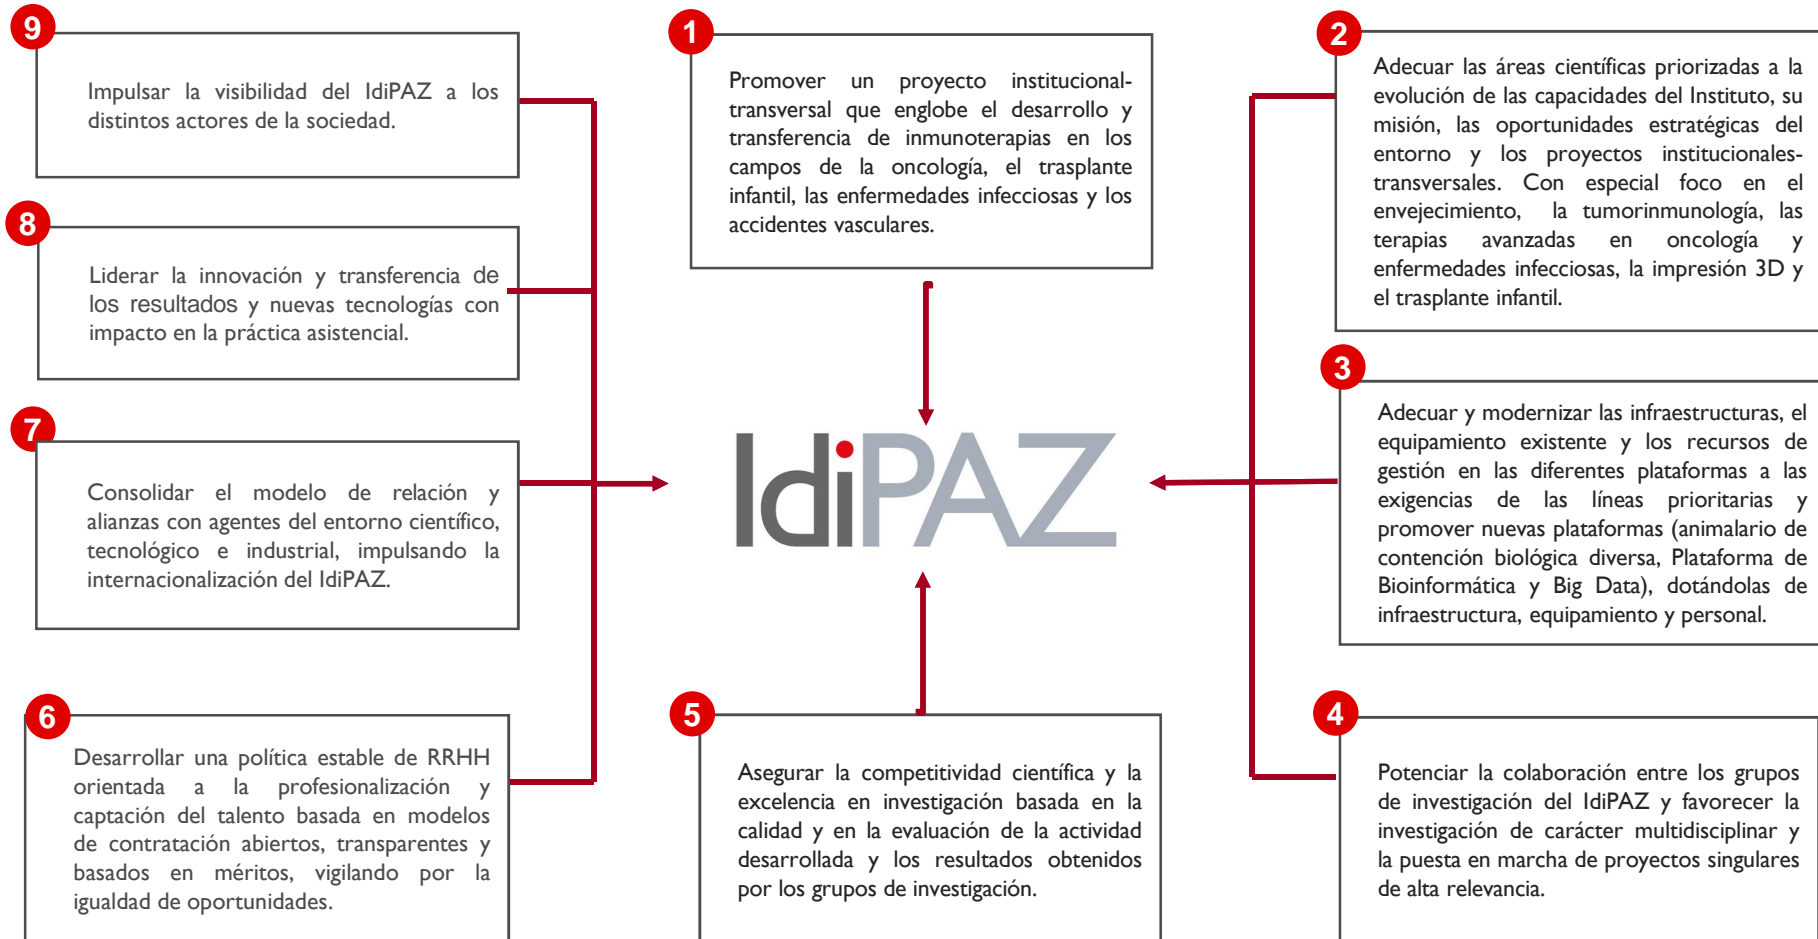 1
Promover un proyecto institucional-
transversal que englobe el desarrollo y
transferencia de inmunoterapias en los
campos de la oncología, el trasplante
infantil, las enfermedades infecciosas y los
accidentes vasculares.
2
Adecuar las áreas científicas priorizadas a la
evolución de las capacidades del Instituto, su
misión, las oportunidades estratégicas del
entorno y los proyectos institucionales-
transversales. Con especial foco en el
envejecimiento, la tumorinmunología, las
terapias avanzadas en oncología y
enfermedades infecciosas, la impresión 3D y
el trasplante infantil.
3
Adecuar y modernizar las infraestructuras, el
equipamiento existente y los recursos de
gestión en las diferentes plataformas a las
exigencias de las líneas prioritarias y
promover nuevas plataformas (animalario de
contención biológica diversa, Plataforma de
Bioinformática y Big Data), dotándolas de
infraestructura, equipamiento y personal.
4
Potenciar la colaboración entre los grupos
de investigación del IdiPAZ y favorecer la
investigación de carácter multidisciplinar y
la puesta en marcha de proyectos singulares
de alta relevancia.
5
Asegurar la competitividad científica y la
excelencia en investigación basada en la
calidad y en la evaluación de la actividad
desarrollada y los resultados obtenidos
por los grupos de investigación.
6
Desarrollar una política estable de RRHH
orientada a la profesionalización y
captación del talento basada en modelos
de contratación abiertos, transparentes y
basados en méritos, vigilando por la
igualdad de oportunidades.
7
Consolidar el modelo de relación y
alianzas con agentes del entorno científico,
tecnológico e industrial, impulsando la
internacionalización del IdiPAZ.
8
Liderar la innovación y transferencia de
los resultados y nuevas tecnologías con
impacto en la práctica asistencial.
9
Impulsar la visibilidad del IdiPAZ a los
distintos actores de la sociedad.
IdiPAZ